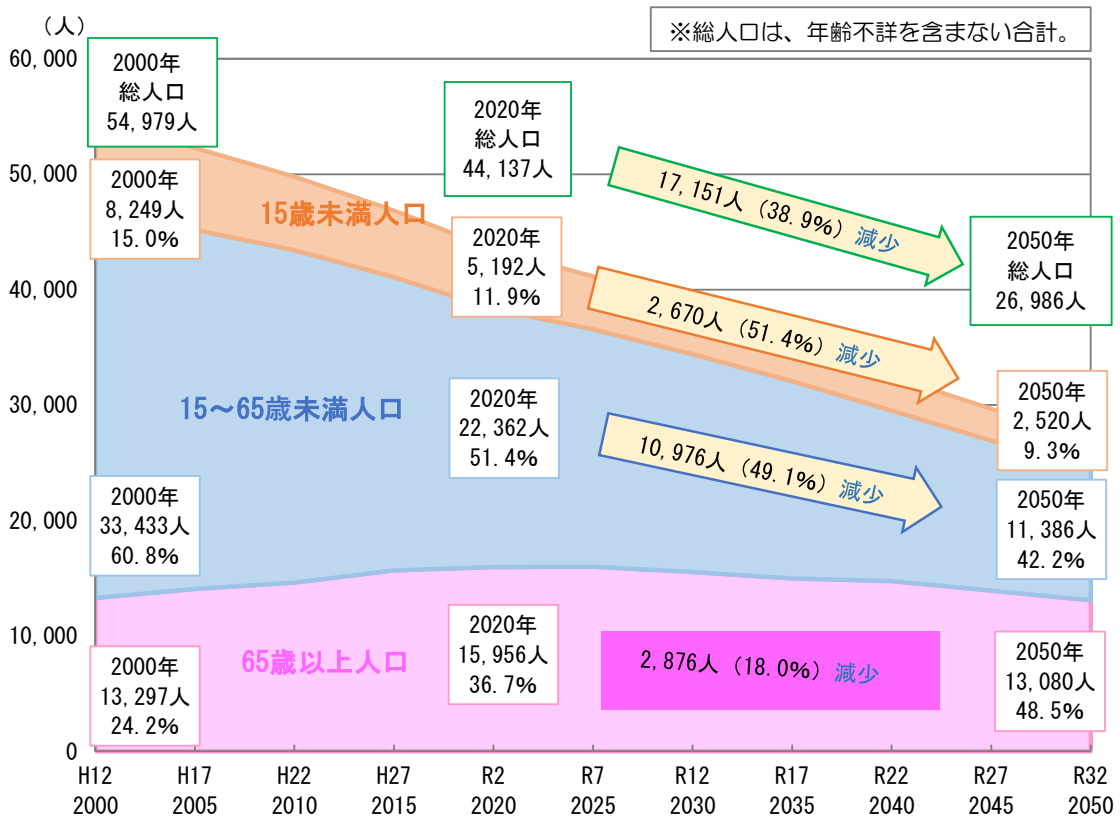 （人）
※総人口は、年齢不詳を含まない合計。
60,000
50,000
40,000
30,000
20,000
10,000
0
2000年
総人口
54,979人
2000年
8,249人
15.0%
15歳未満人口
2020年
総人口
44,137人
2020年
5,192人
11.9%
17,151人（38.9%）減少
2050年
総人口
26,986人
2,670人（51.4%）減少
2050年
2,520人
9.3%
15～65歳未満人口
2020年
22,362人
51.4%
10,976人（49.1%）減少
2000年
33,433人
60.8%
2050年
11,386人
42.2%
65歳以上人口
2000年
13,297人
24.2%
2020年
15,956人
36.7%
2,876人（18.0%）減少
2050年
13,080人
48.5%
H12 H17 H22 H27 R2 R7 R12 R17 R22 R27 R32
2000 2005 2010 2015 2020 2025 2030 2035 2040 2045 2050